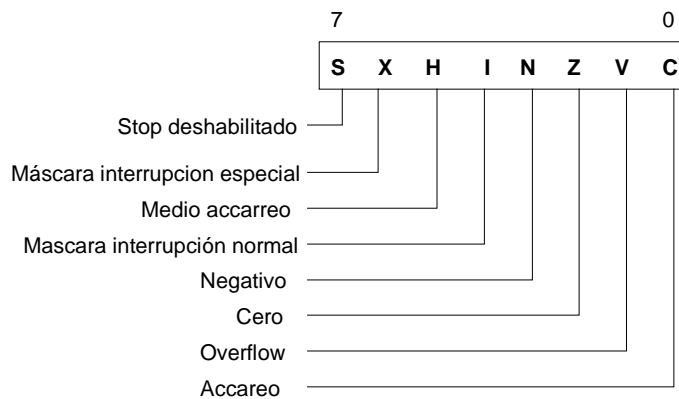 7 0
S X H I N Z V C
Stop deshabilitado
Máscara interrupcion especial
Medio accarreo
Mascara interrupción normal
Negativo
Cero
Overflow
Accareo